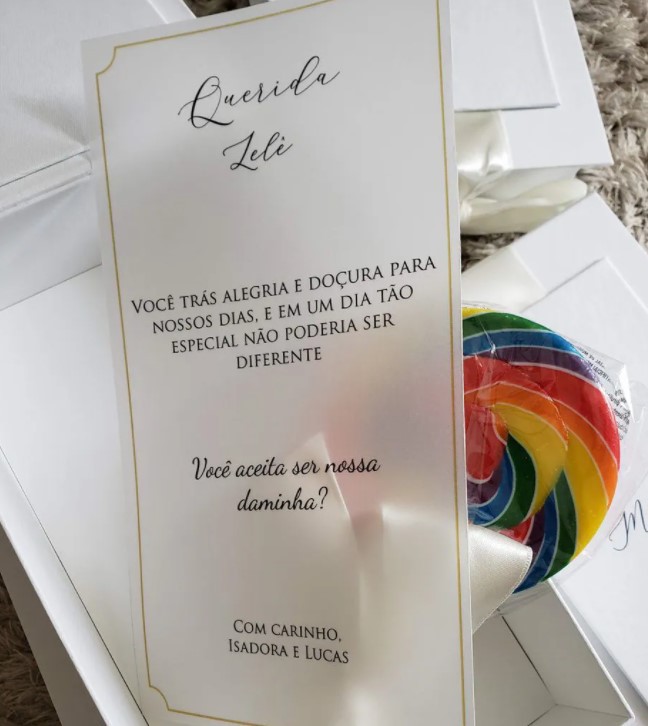 Querida
Lelê
VOCÊ TRÁS ALEGRIA E DOÇURA PARA
NOSSOS DIAS, E EM UM DIA TÃO
ESPECIAL NÃO PODERIA SER
DIFERENTE
Você aceita ser nossa
daminha?
COM CARINHO,
ISADORA E LUCAS
M